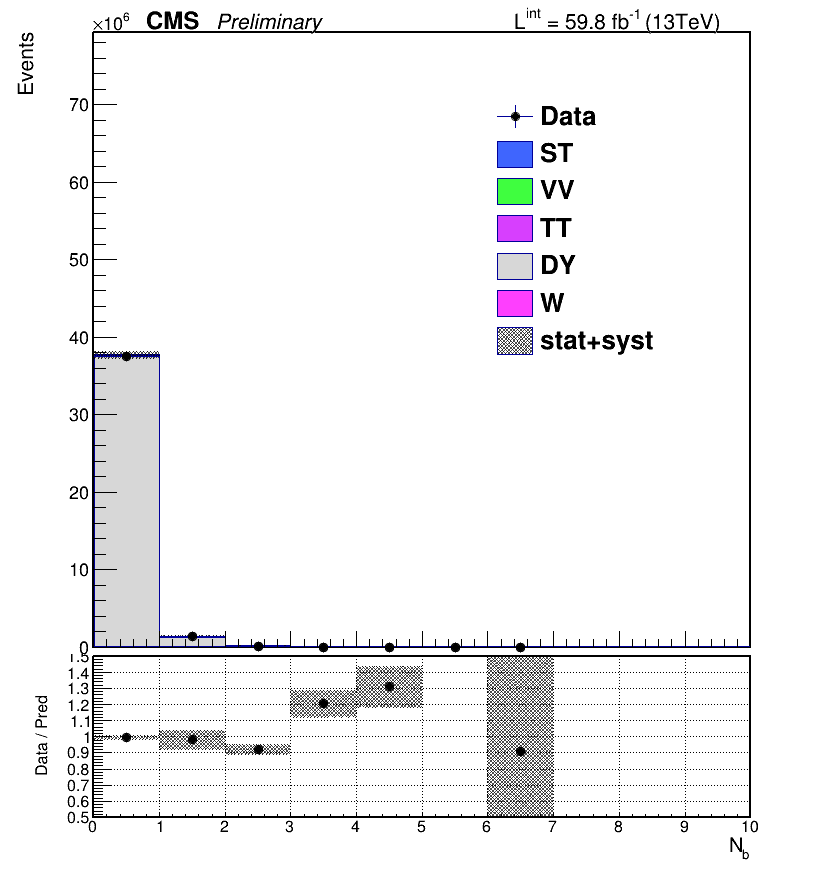 ×10⁶ CMS Preliminary L^int = 59.8 fb⁻¹ (13TeV)
Events
70
60
50
40
30
20
10
0
Data
ST
VV
TT
DY
W
stat+syst
Data / Pred
1.5
1.4
1.3
1.2
1.1
1
0.9
0.8
0.7
0.6
0.5
0 1 2 3 4 5 6 7 8 9 10
N_b